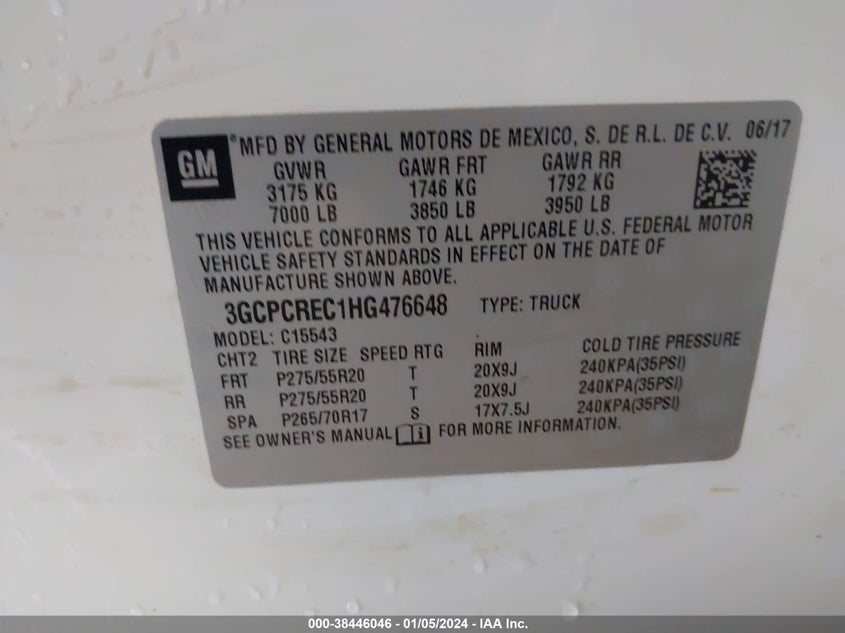 GM ® MFD BY GENERAL MOTORS DE MEXICO, S. DE R.L. DE C.V. 06/17
GVWR GAWR FRT GAWR RR
3175 KG 1746 KG 1792 KG
7000 LB 3850 LB 3950 LB
THIS VEHICLE CONFORMS TO ALL APPLICABLE U.S. FEDERAL MOTOR
VEHICLE SAFETY STANDARDS IN EFFECT ON THE DATE OF
MANUFACTURE SHOWN ABOVE.
3GCPCREC1HG476648 TYPE: TRUCK
MODEL: C15543
CHT2 TIRE SIZE SPEED RTG RIM COLD TIRE PRESSURE
FRT P275/55R20 T 20X9J 240KPA(35PSI)
RR P275/55R20 T 20X9J 240KPA(35PSI)
SPA P265/70R17 S 17X7.5J 240KPA(35PSI)
SEE OWNER'S MANUAL i FOR MORE INFORMATION.
000-38446046 - 01/05/2024 - 1YNK - IAA Inc.